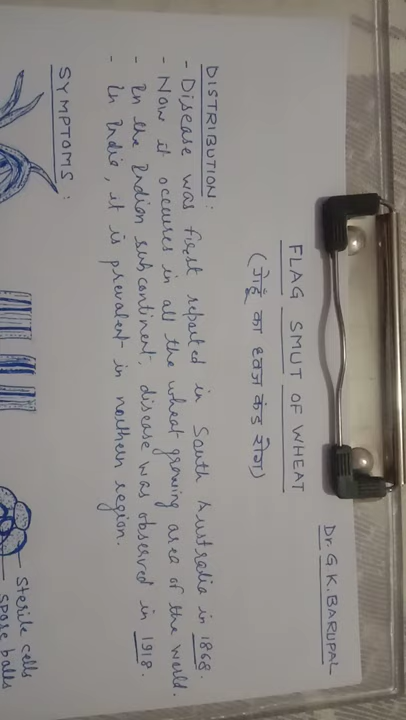 Dr. G.K. BARUPAL
FLAG SMUT OF WHEAT
(गेहूं का ध्वज कंड रोग)
DISTRIBUTION:
- Disease was first reported in South Australia in 1868.
- Now it occures in all the wheat growing area of the world.
- In the Indian subcontinent, disease was observed in 1918.
- In India, it is prevalent in northern region.
SYMPTOMS:
Sterile cells
spore balls